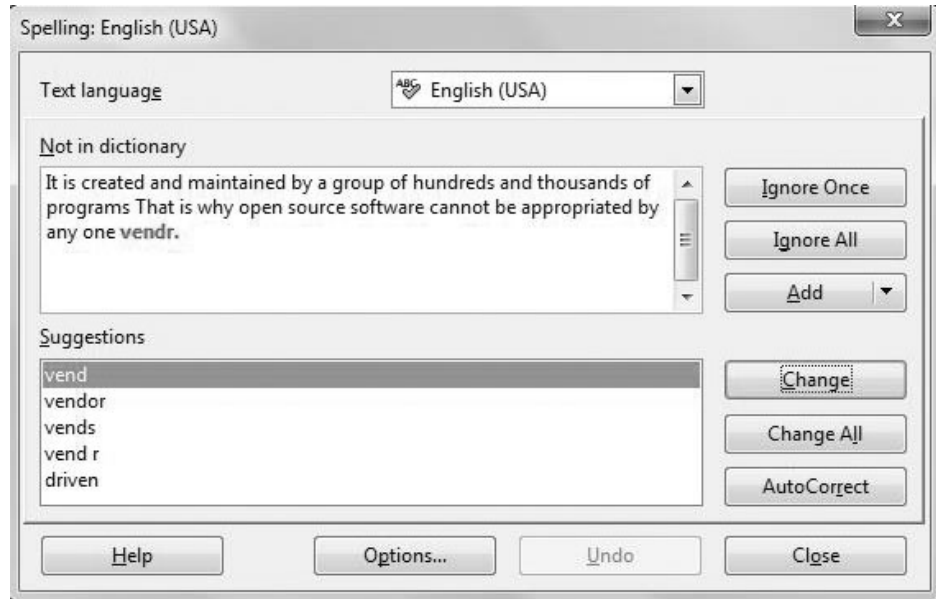 Spelling: English (USA)
Text language
ABC English (USA)
Not in dictionary
It is created and maintained by a group of hundreds and thousands of
programs That is why open source software cannot be appropriated by
any one vendr.
Ignore Once
Ignore All
Add
Suggestions
vend
vendor
vends
vend r
driven
Change
Change All
AutoCorrect
Help
Options...
Undo
Close